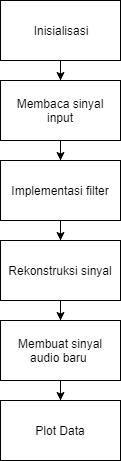 Inisialisasi
Membaca sinyal
input
Implementasi filter
Rekonstruksi sinyal
Membuat sinyal
audio baru
Plot Data